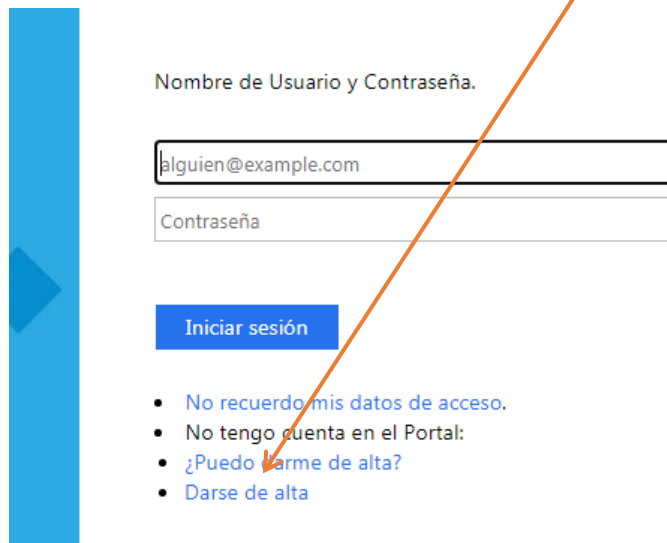 Nombre de Usuario y Contraseña.
alguien@example.com
Contraseña
Iniciar sesión
No recuerdo mis datos de acceso.
No tengo cuenta en el Portal:
¿Puedo darme de alta?
Darse de alta